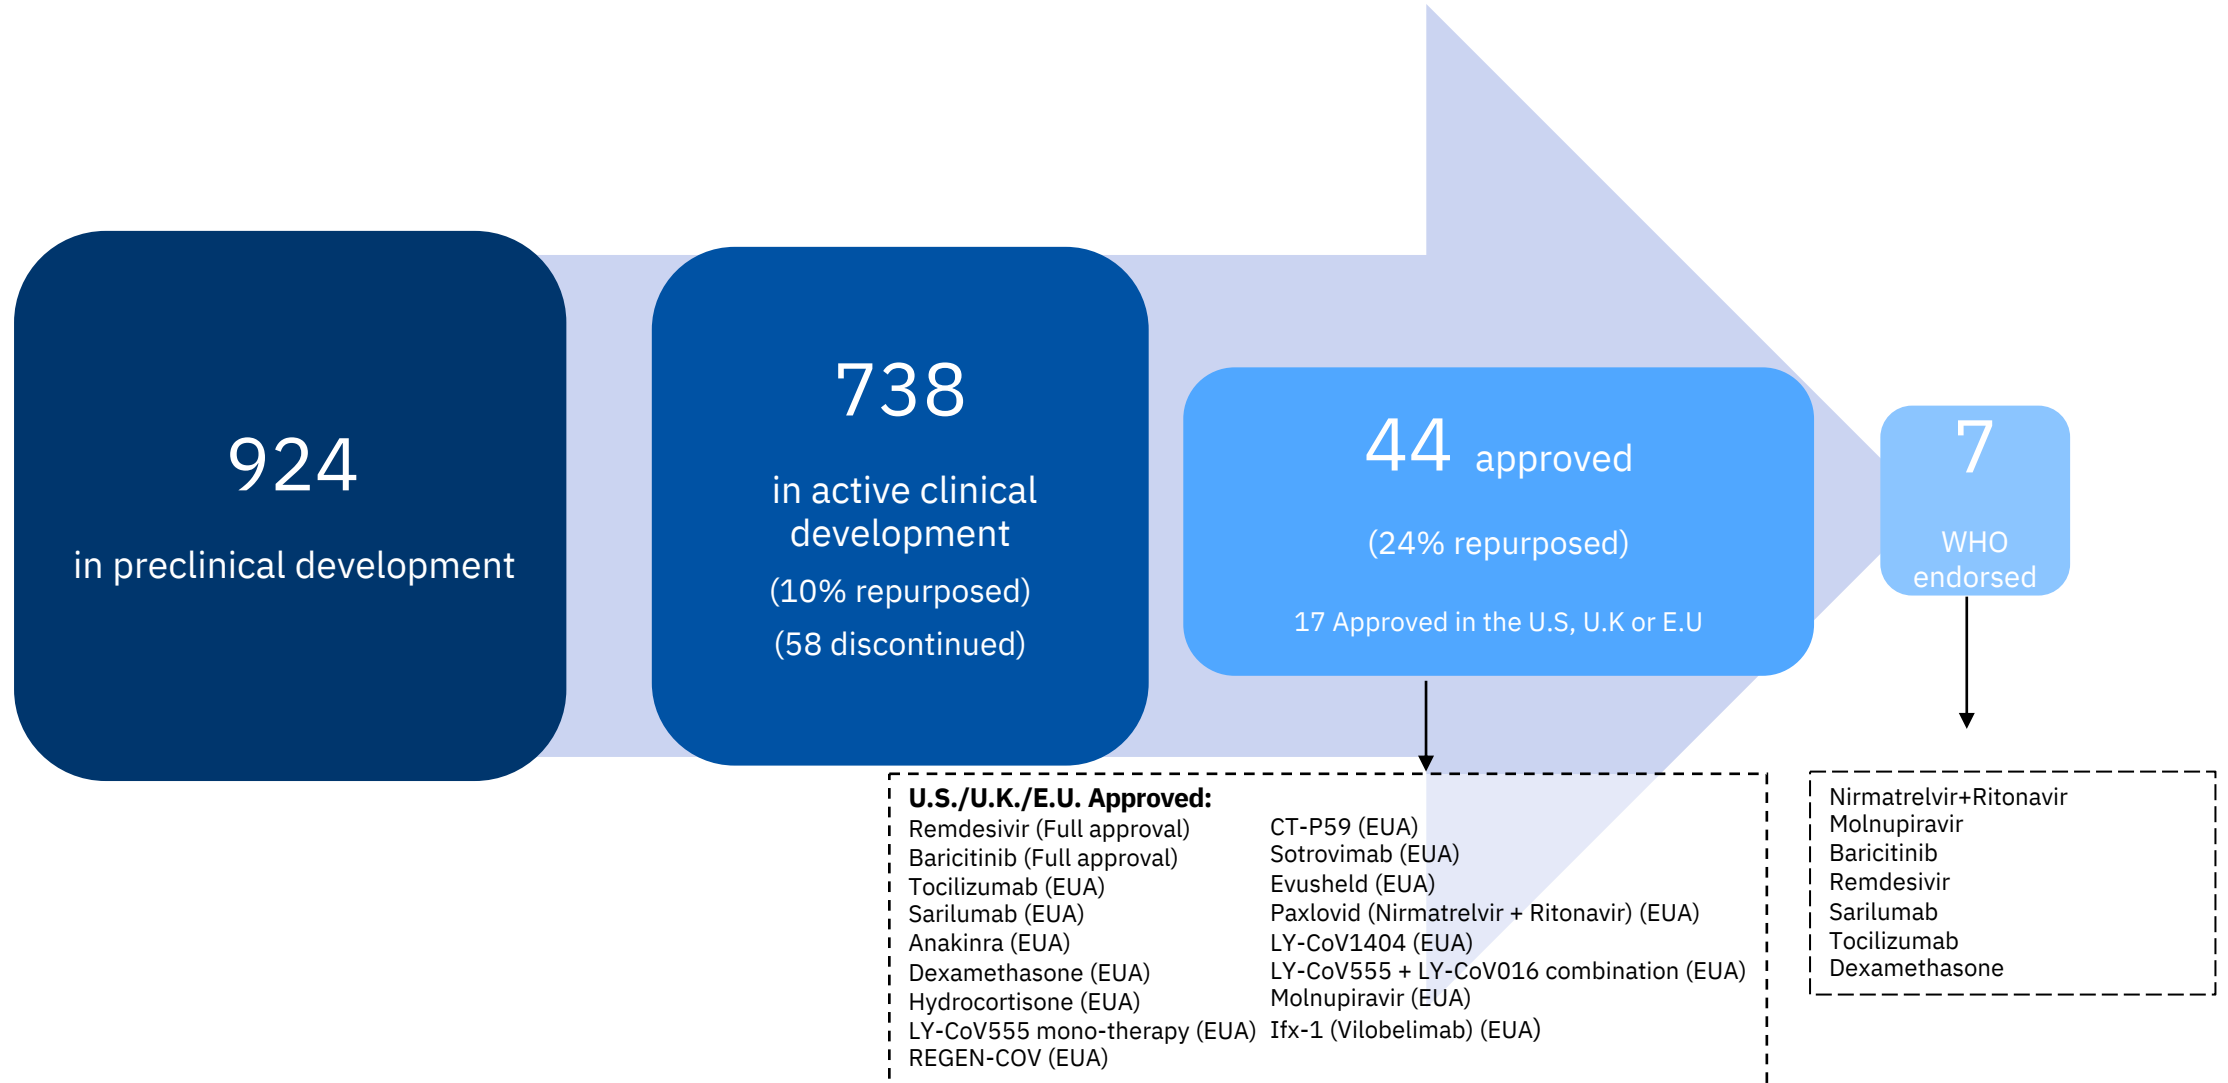 924
in preclinical development
738
in active clinical
development
(10% repurposed)
(58 discontinued)
44 approved
(24% repurposed)
17 Approved in the U.S, U.K or E.U
7
WHO
endorsed
U.S./U.K./E.U. Approved:
Remdesivir (Full approval)
Baricitinib (Full approval)
Tocilizumab (EUA)
Sarilumab (EUA)
Anakinra (EUA)
Dexamethasone (EUA)
Hydrocortisone (EUA)
LY-CoV555 mono-therapy (EUA)
REGEN-COV (EUA)
CT-P59 (EUA)
Sotrovimab (EUA)
Evusheld (EUA)
Paxlovid (Nirmatrelvir + Ritonavir) (EUA)
LY-CoV1404 (EUA)
LY-CoV555 + LY-CoV016 combination (EUA)
Molnupiravir (EUA)
Ifx-1 (Vilobelimab) (EUA)
Nirmatrelvir+Ritonavir
Molnupiravir
Baricitinib
Remdesivir
Sarilumab
Tocilizumab
Dexamethasone